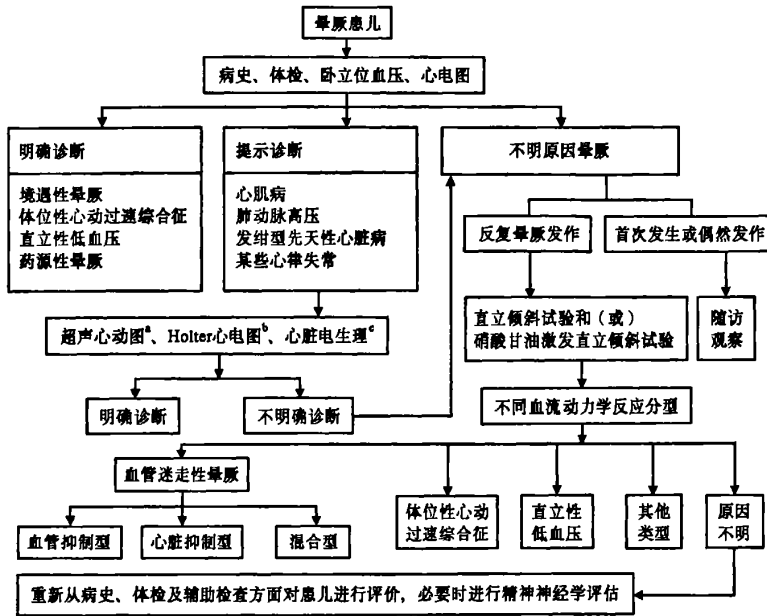 晕厥患儿
病史、体检、卧立位血压、心电图
明确诊断
境遇性晕厥
体位性心动过速综合征
直立性低血压
药源性晕厥
提示诊断
心肌病
肺动脉高压
发绀型先天性心脏病
某些心律失常
不明原因晕厥
反复晕厥发作
首次发生或偶然发作
超声心动图a、Holter心电图b、心脏电生理c
直立倾斜试验和（或）
硝酸甘油激发直立倾斜试验
随访
观察
明确诊断
不明确诊断
不同血流动力学反应分型
血管迷走性晕厥
体位性心动
过速综合征
直立性
低血压
其他
类型
原因
不明
血管抑制型
心脏抑制型
混合型
重新从病史、体检及辅助检查方面对患儿进行评价，必要时进行精神神经学评估